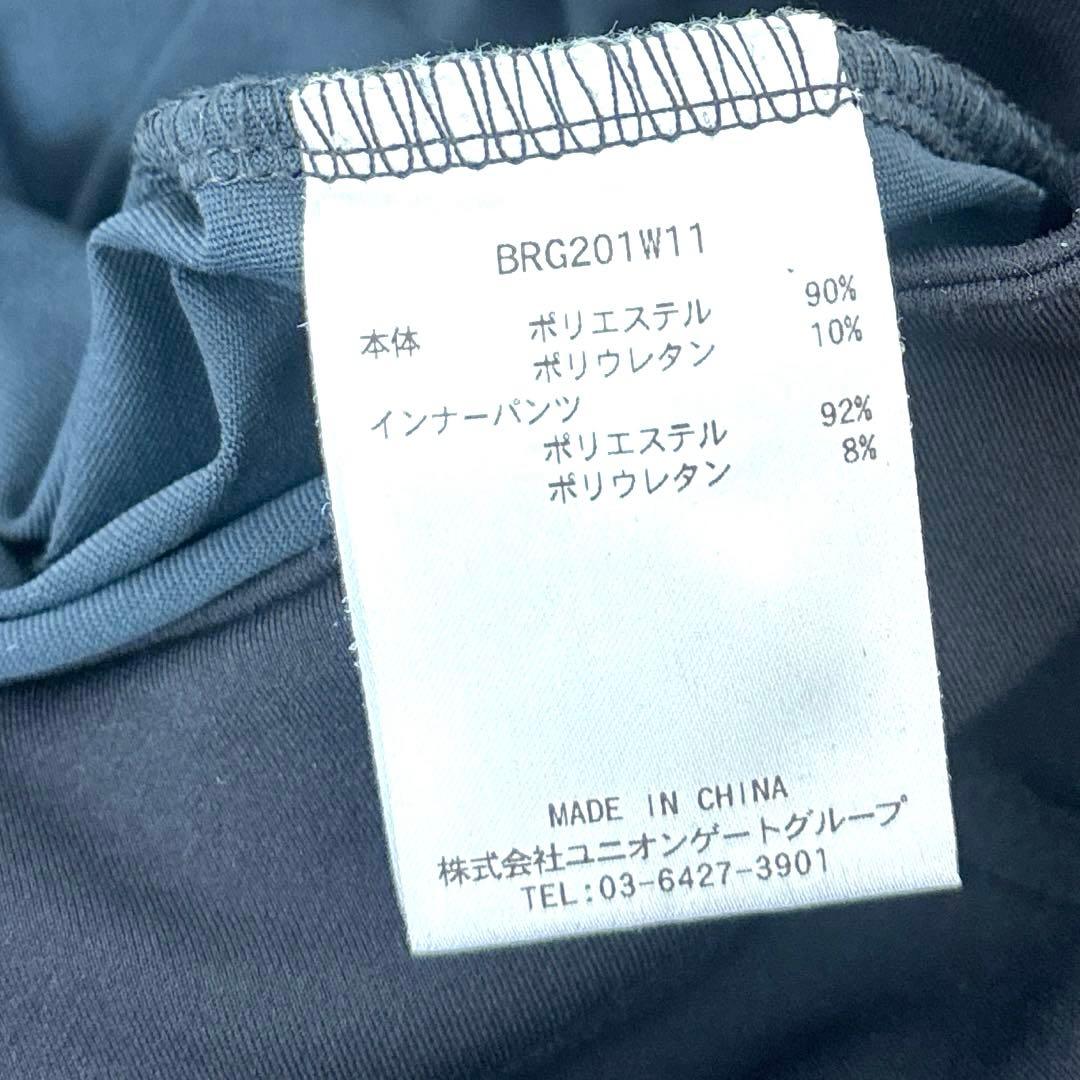 BRG201W11
本体 ポリエステル 90%
ポリウレタン 10%
インナーパンツ
ポリエステル 92%
ポリウレタン 8%
MADE IN CHINA
株式会社ユニオンゲートグループ
TEL:03-6427-3901